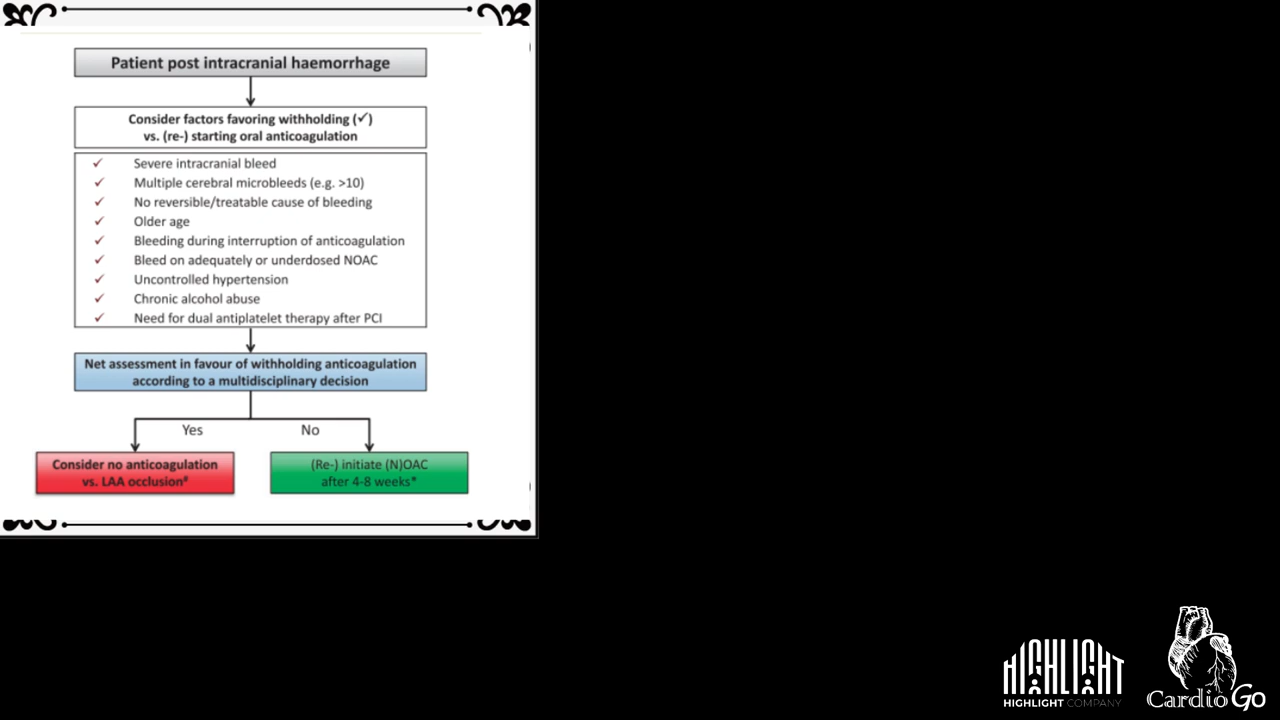 Patient post intracranial haemorrhage
Consider factors favoring withholding (✓)
vs. (re-) starting oral anticoagulation
✓ Severe intracranial bleed
✓ Multiple cerebral microbleeds (e.g. >10)
✓ No reversible/treatable cause of bleeding
✓ Older age
✓ Bleeding during interruption of anticoagulation
✓ Bleed on adequately or underdosed NOAC
✓ Uncontrolled hypertension
✓ Chronic alcohol abuse
✓ Need for dual antiplatelet therapy after PCI
Net assessment in favour of withholding anticoagulation
according to a multidisciplinary decision
Yes No
Consider no anticoagulation
vs. LAA occlusion#
(Re-) initiate (N)OAC
after 4-8 weeks*
HIGHLIGHT
HIGHLIGHT COMPANY
Cardio Go